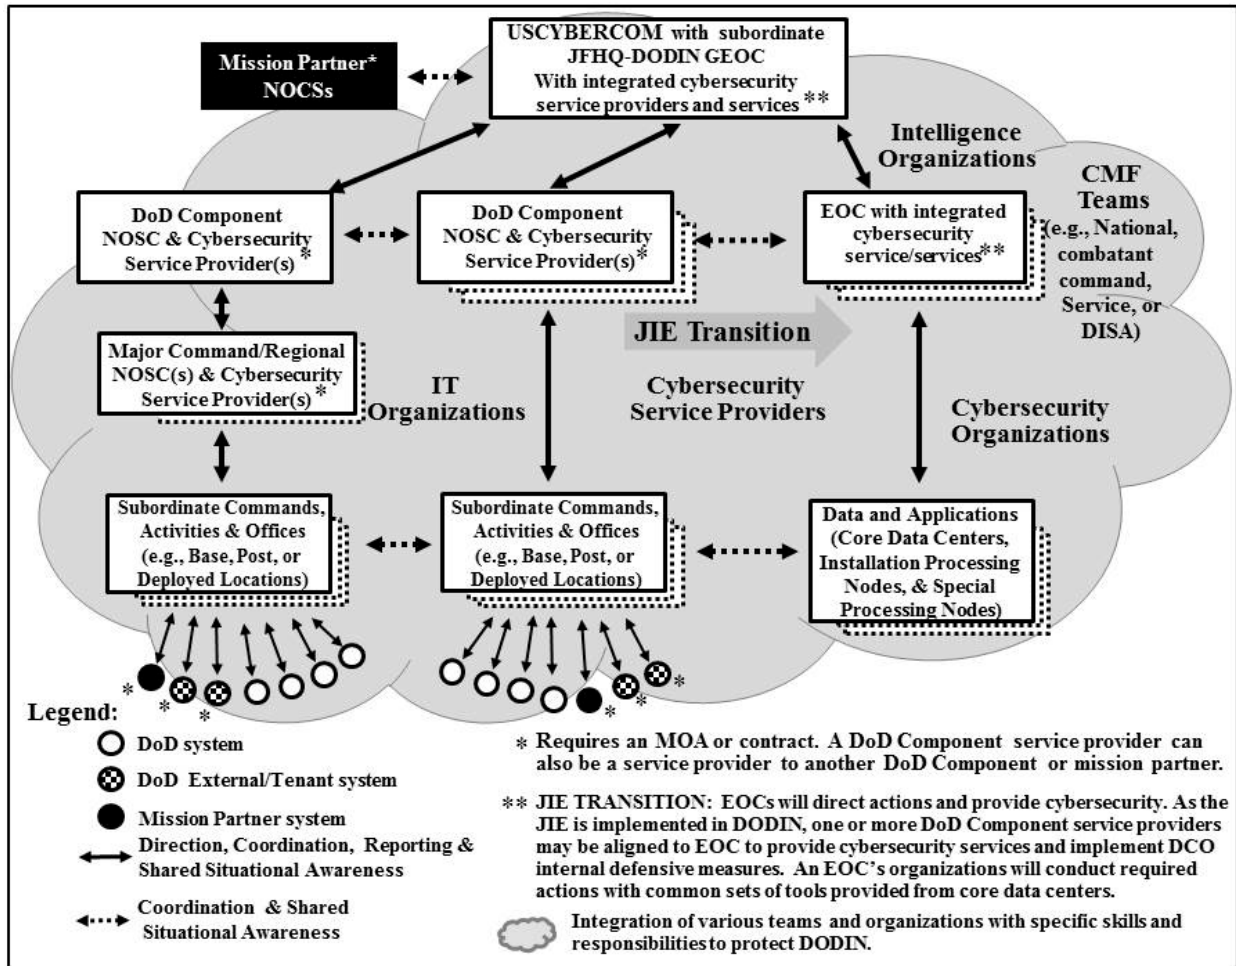 USCYBERCOM with subordinate
JFHQ-DODIN GEOC
With integrated cybersecurity
service providers and services**
Mission Partner*
NOCSs
Intelligence
Organizations
CMF
Teams
(e.g., National,
combatant
command,
Service, or
DISA)
DoD Component
NOSC & Cybersecurity
Service Provider(s)*
DoD Component
NOSC & Cybersecurity
Service Provider(s)*
EOC with integrated
cybersecurity
service/services**
JIE Transition
Major Command/Regional
NOSC(s) & Cybersecurity
Service Provider(s)*
IT
Organizations
Cybersecurity
Service Providers
Cybersecurity
Organizations
Subordinate Commands,
Activities & Offices
(e.g., Base, Post, or
Deployed Locations)
Subordinate Commands,
Activities & Offices
(e.g., Base, Post, or
Deployed Locations)
Data and Applications
(Core Data Centers,
Installation Processing
Nodes, & Special
Processing Nodes)
* * * * * *
Legend:
DoD system
DoD External/Tenant system
Mission Partner system
Direction, Coordination, Reporting &
Shared Situational Awareness
Coordination & Shared
Situational Awareness
* Requires an MOA or contract. A DoD Component service provider can
also be a service provider to another DoD Component or mission partner.
** JIE TRANSITION: EOCs will direct actions and provide cybersecurity. As the
JIE is implemented in DODIN, one or more DoD Component service providers
may be aligned to EOC to provide cybersecurity services and implement DCO
internal defensive measures. An EOC's organizations will conduct required
actions with common sets of tools provided from core data centers.
Integration of various teams and organizations with specific skills and
responsibilities to protect DODIN.